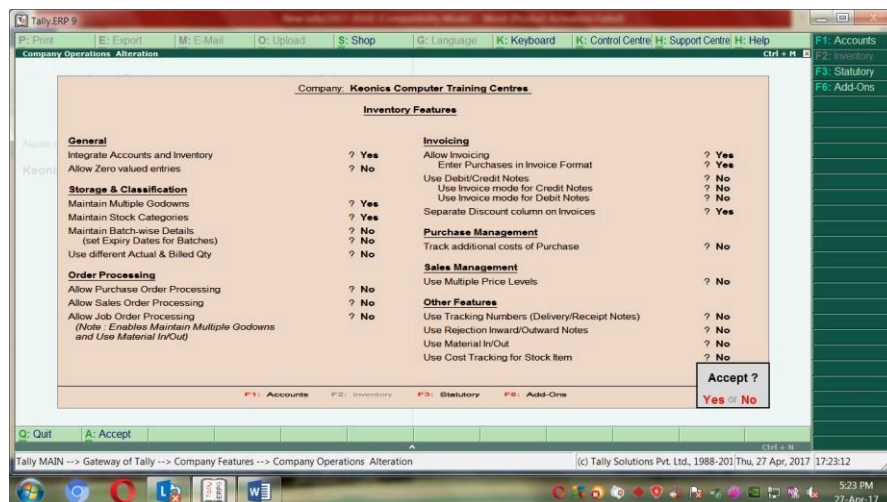 Tally.ERP 9
P: Print E: Export M: E-Mail O: Upload S: Shop G: Language K: Keyboard K: Control Centre H: Support Centre H: Help
F1: Accounts
F2: Inventory
F3: Statutory
F6: Add-Ons
Company Operations Alteration Ctrl + M
Company: Keonics Computer Training Centres
Inventory Features
General
Integrate Accounts and Inventory ? Yes
Allow Zero valued entries ? No
Storage & Classification
Maintain Multiple Godowns ? Yes
Maintain Stock Categories ? Yes
Maintain Batch-wise Details ? No
(set Expiry Dates for Batches) ? No
Use different Actual & Billed Qty ? No
Order Processing
Allow Purchase Order Processing ? No
Allow Sales Order Processing ? No
Allow Job Order Processing ? No
(Note : Enables Maintain Multiple Godowns
and Use Material In/Out)
Invoicing
Allow Invoicing ? Yes
Enter Purchases in Invoice Format ? Yes
Use Debit/Credit Notes ? No
Use Invoice mode for Credit Notes ? No
Use Invoice mode for Debit Notes ? No
Separate Discount column on Invoices ? Yes
Purchase Management
Track additional costs of Purchase ? No
Sales Management
Use Multiple Price Levels ? No
Other Features
Use Tracking Numbers (Delivery/Receipt Notes) ? No
Use Rejection Inward/Outward Notes ? No
Use Material In/Out ? No
Use Cost Tracking for Stock Item ? No
Accept ?
Yes or No
F1: Accounts F2: Inventory F3: Statutory F6: Add-Ons
Q: Quit A: Accept
Ctrl + N
Tally MAIN --> Gateway of Tally --> Company Features --> Company Operations Alteration (c) Tally Solutions Pvt. Ltd., 1988-201 Thu, 27 Apr, 2017 17:23:12
5:23 PM
27-Apr-17